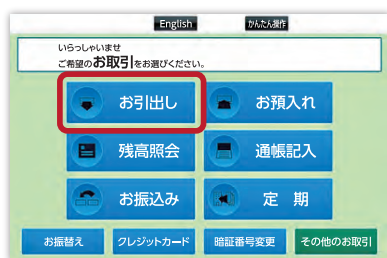 English かんたん操作
いらっしゃいませ
ご希望のお取引をお選びください。
お引出し お預入れ
残高照会 通帳記入
お振込み 定 期
お振替え クレジットカード 暗証番号変更 その他のお取引